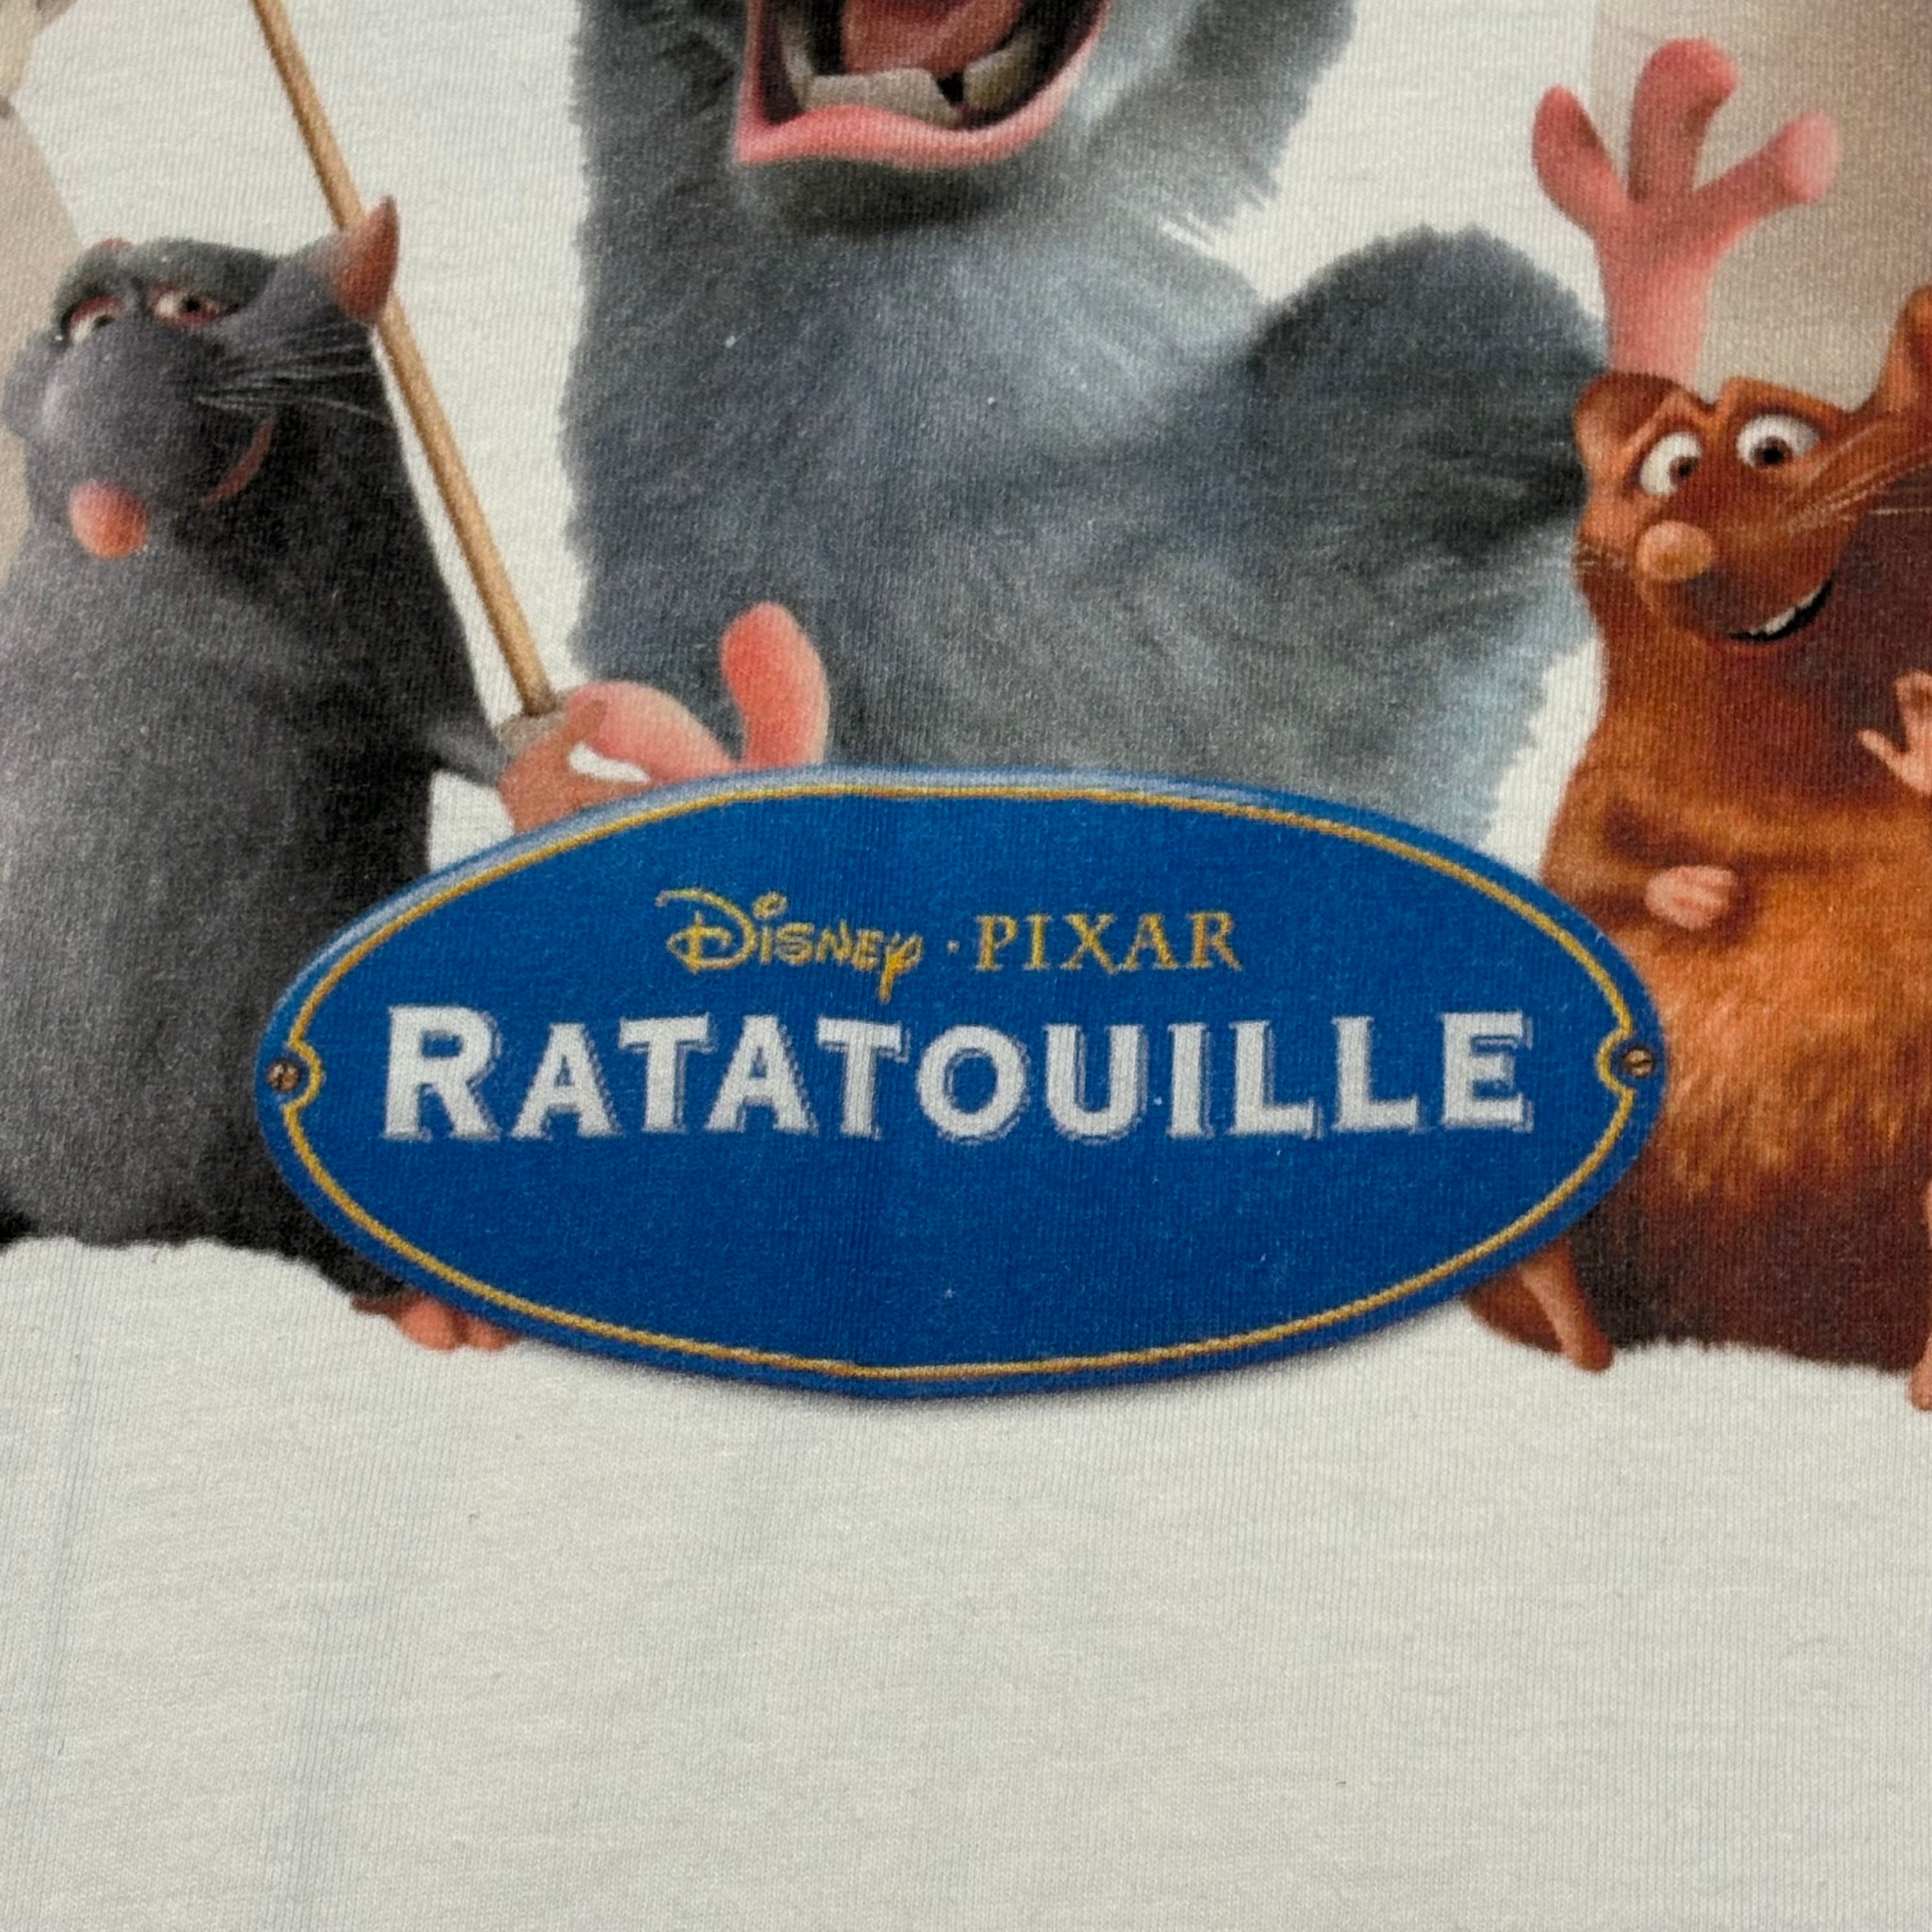 Disney · PIXAR
RATATOUILLE